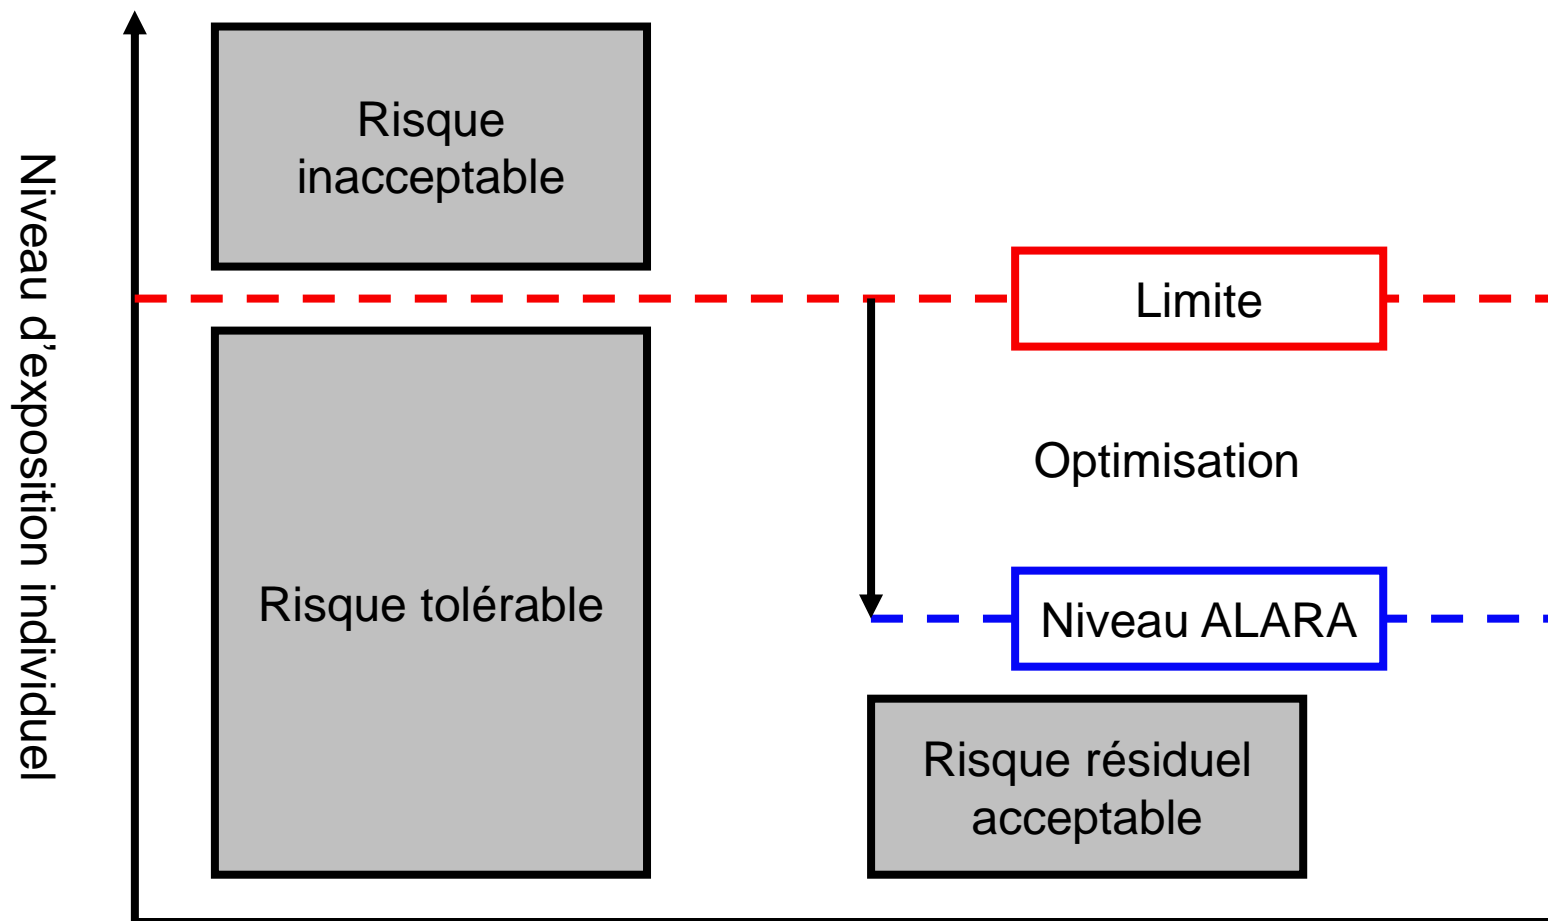 Niveau d’exposition individuel
Risque
inacceptable
Limite
Optimisation
Risque tolérable
Niveau ALARA
Risque résiduel
acceptable